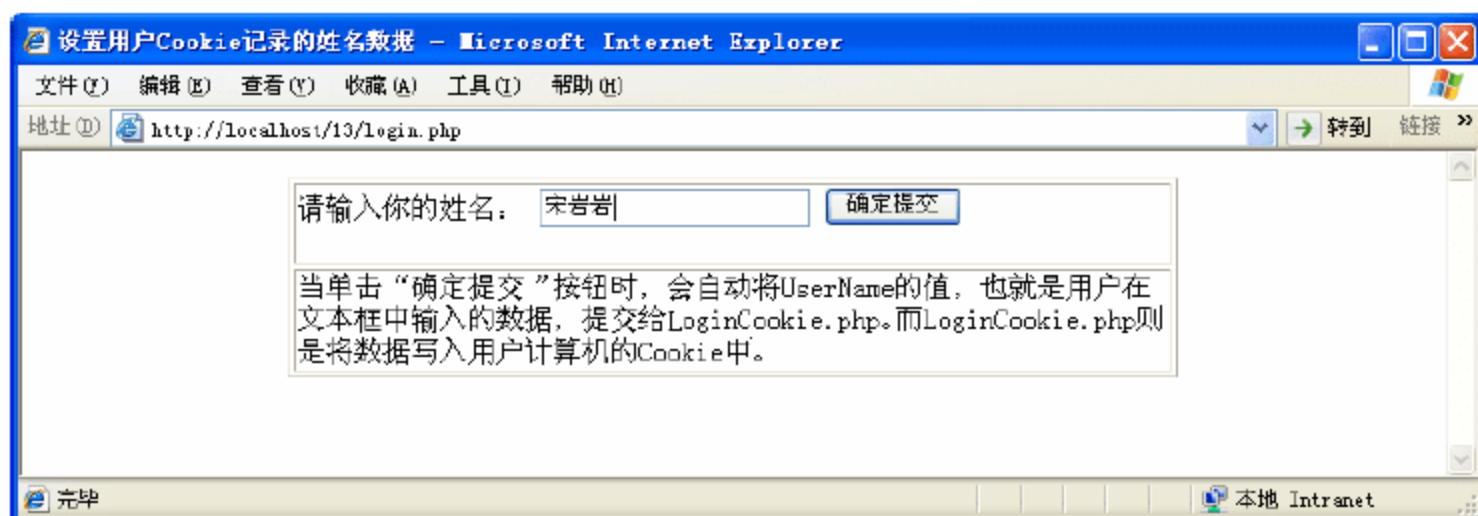 设置用户Cookie记录的姓名数据 - Microsoft Internet Explorer
文件(F) 编辑(E) 查看(V) 收藏(A) 工具(T) 帮助(H)
地址(D) http://localhost/13/login.php 转到 链接 »
请输入你的姓名： 宋岩岩 确定提交
当单击“确定提交”按钮时，会自动将UserName的值，也就是用户在
文本框中输入的数据，提交给LoginCookie.php。而LoginCookie.php则
是将数据写入用户计算机的Cookie中。
完毕 本地 Intranet